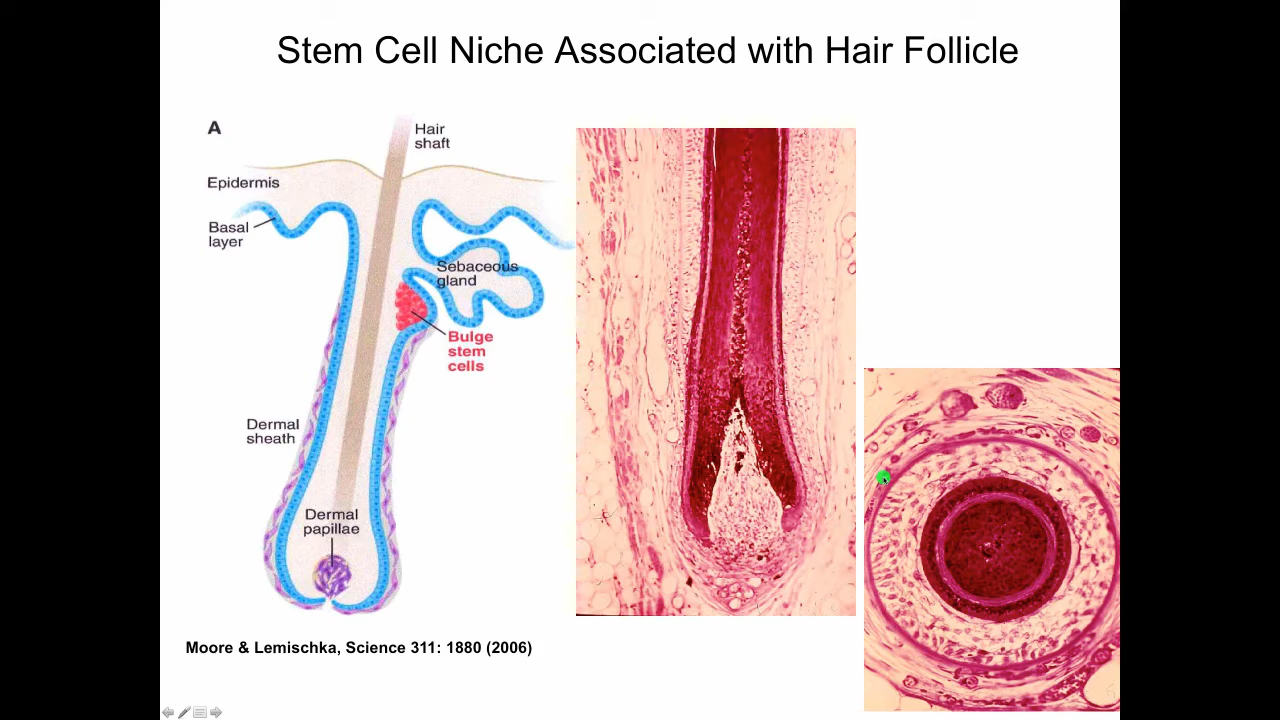 Stem Cell Niche Associated with Hair Follicle
A
Hair
shaft
Epidermis
Basal
layer
Sebaceous
gland
Bulge
stem
cells
Dermal
sheath
Dermal
papillae
Moore & Lemischka, Science 311: 1880 (2006)